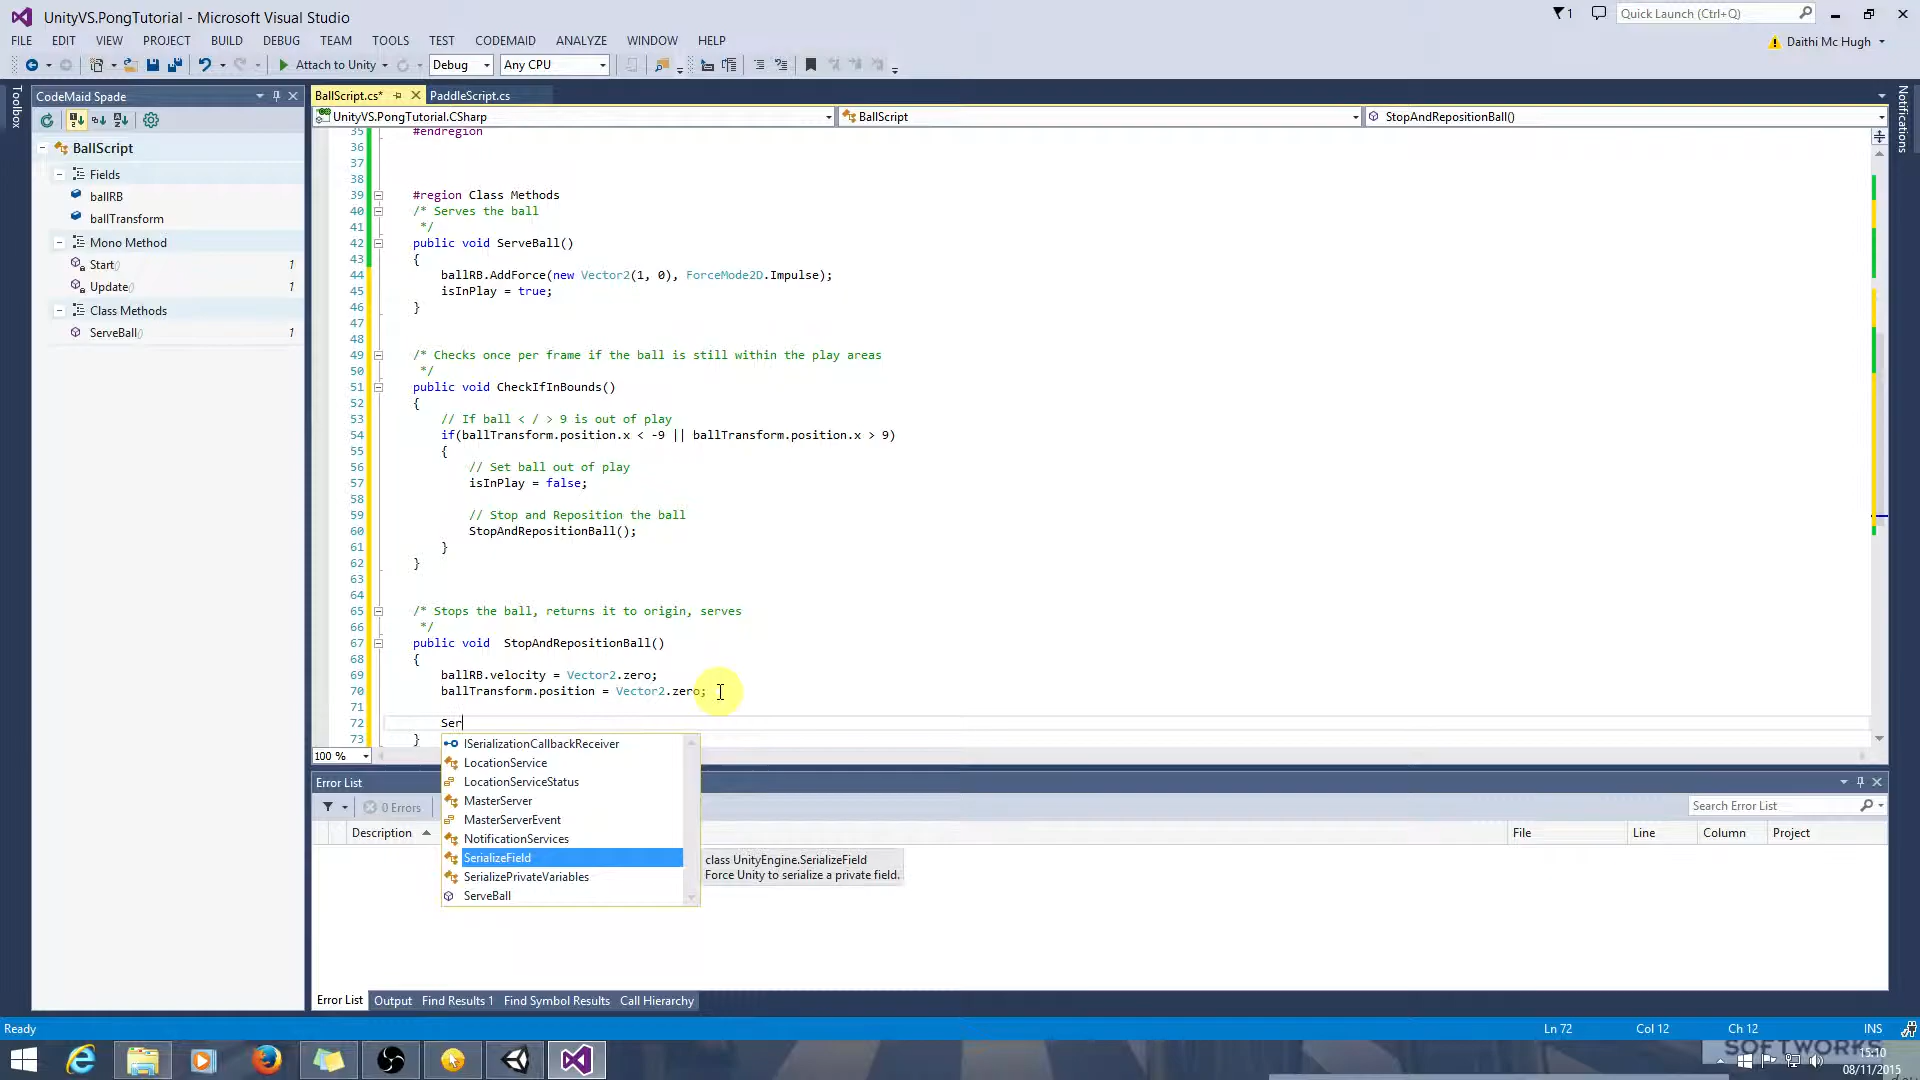 UnityVS.PongTutorial - Microsoft Visual Studio
1
Quick Launch (Ctrl+Q)
FILE EDIT VIEW PROJECT BUILD DEBUG TEAM TOOLS TEST CODEMAID ANALYZE WINDOW HELP
Daithi Mc Hugh
Attach to Unity Debug Any CPU
Toolbox
CodeMaid Spade
BallScript
Fields
ballRB
ballTransform
Mono Method
Start() 1
Update() 1
Class Methods
ServeBall() 1
BallScript.cs* PaddleScript.cs
UnityVS.PongTutorial.CSharp BallScript StopAndRepositionBall()
Notifications
35 #endregion
36
37
38
39 #region Class Methods
40 /* Serves the ball
41 */
42 public void ServeBall()
43 {
44 ballRB.AddForce(new Vector2(1, 0), ForceMode2D.Impulse);
45 isInPlay = true;
46 }
47
48
49 /* Checks once per frame if the ball is still within the play areas
50 */
51 public void CheckIfInBounds()
52 {
53 // If ball < / > 9 is out of play
54 if(ballTransform.position.x < -9 || ballTransform.position.x > 9)
55 {
56 // Set ball out of play
57 isInPlay = false;
58
59 // Stop and Reposition the ball
60 StopAndRepositionBall();
61 }
62 }
63
64
65 /* Stops the ball, returns it to origin, serves
66 */
67 public void  StopAndRepositionBall()
68 {
69 ballRB.velocity = Vector2.zero;
70 ballTransform.position = Vector2.zero;
71
72 Ser
73 }
100 %
ISerializationCallbackReceiver
LocationService
LocationServiceStatus
MasterServer
MasterServerEvent
NotificationServices
SerializeField
SerializePrivateVariables
ServeBall
class UnityEngine.SerializeField
Force Unity to serialize a private field.
Error List
0 Errors
Search Error List
Description File Line Column Project
Error List Output Find Results 1 Find Symbol Results Call Hierarchy
Ready Ln 72 Col 12 Ch 12 INS
SOFTWORKS
15:10
08/11/2015